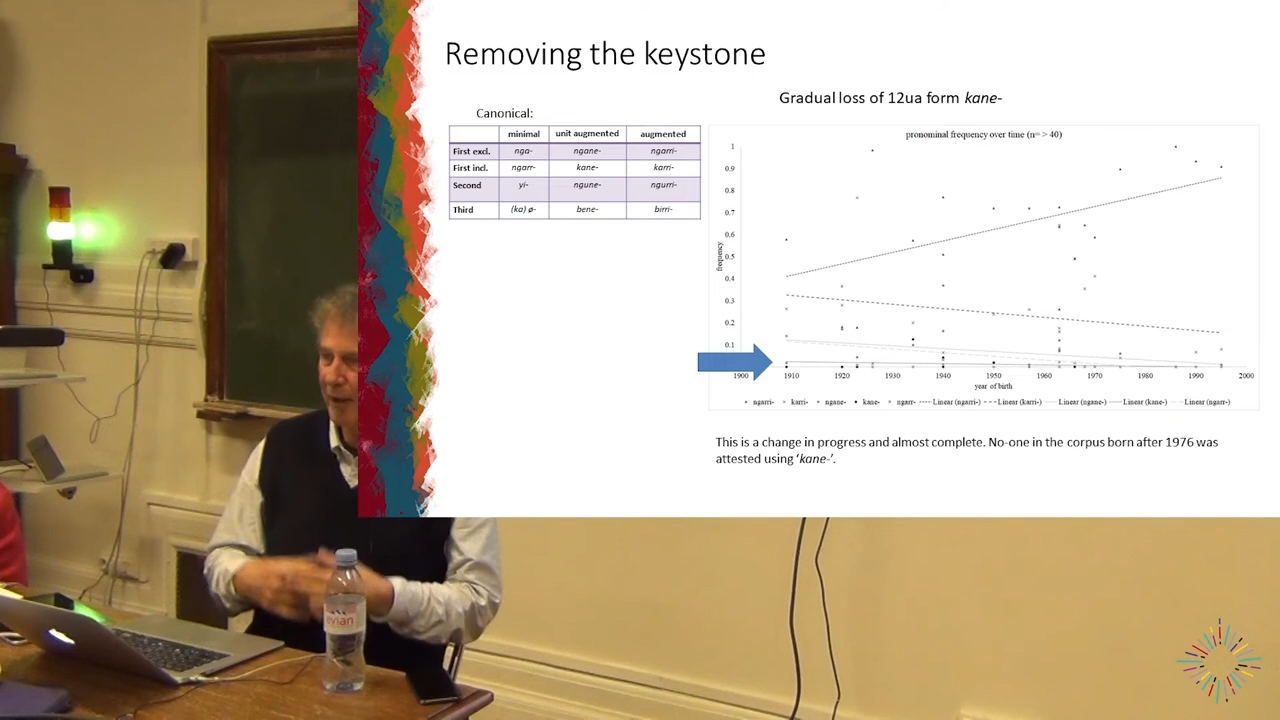 Removing the keystone
Gradual loss of 12ua form kane-
Canonical:
minimal unit augmented augmented
First excl. nga- ngane- ngarri-
First incl. ngarr- kane- karri-
Second yi- ngune- ngurri-
Third (ka) ø- bene- birri-
pronominal frequency over time (n= > 40)
1
0.9
0.8
0.7
0.6
0.5
0.4
0.3
0.2
0.1
frequency
1900 1910 1920 1930 1940 1950 1960 1970 1980 1990 2000
year of birth
ngarri- karri- ngane- kane- ngarr- Linear (ngarri-) Linear (karri-) Linear (ngane-) Linear (kane-) Linear (ngarr-)
This is a change in progress and almost complete. No-one in the corpus born after 1976 was
attested using ‘kane-’.
evian